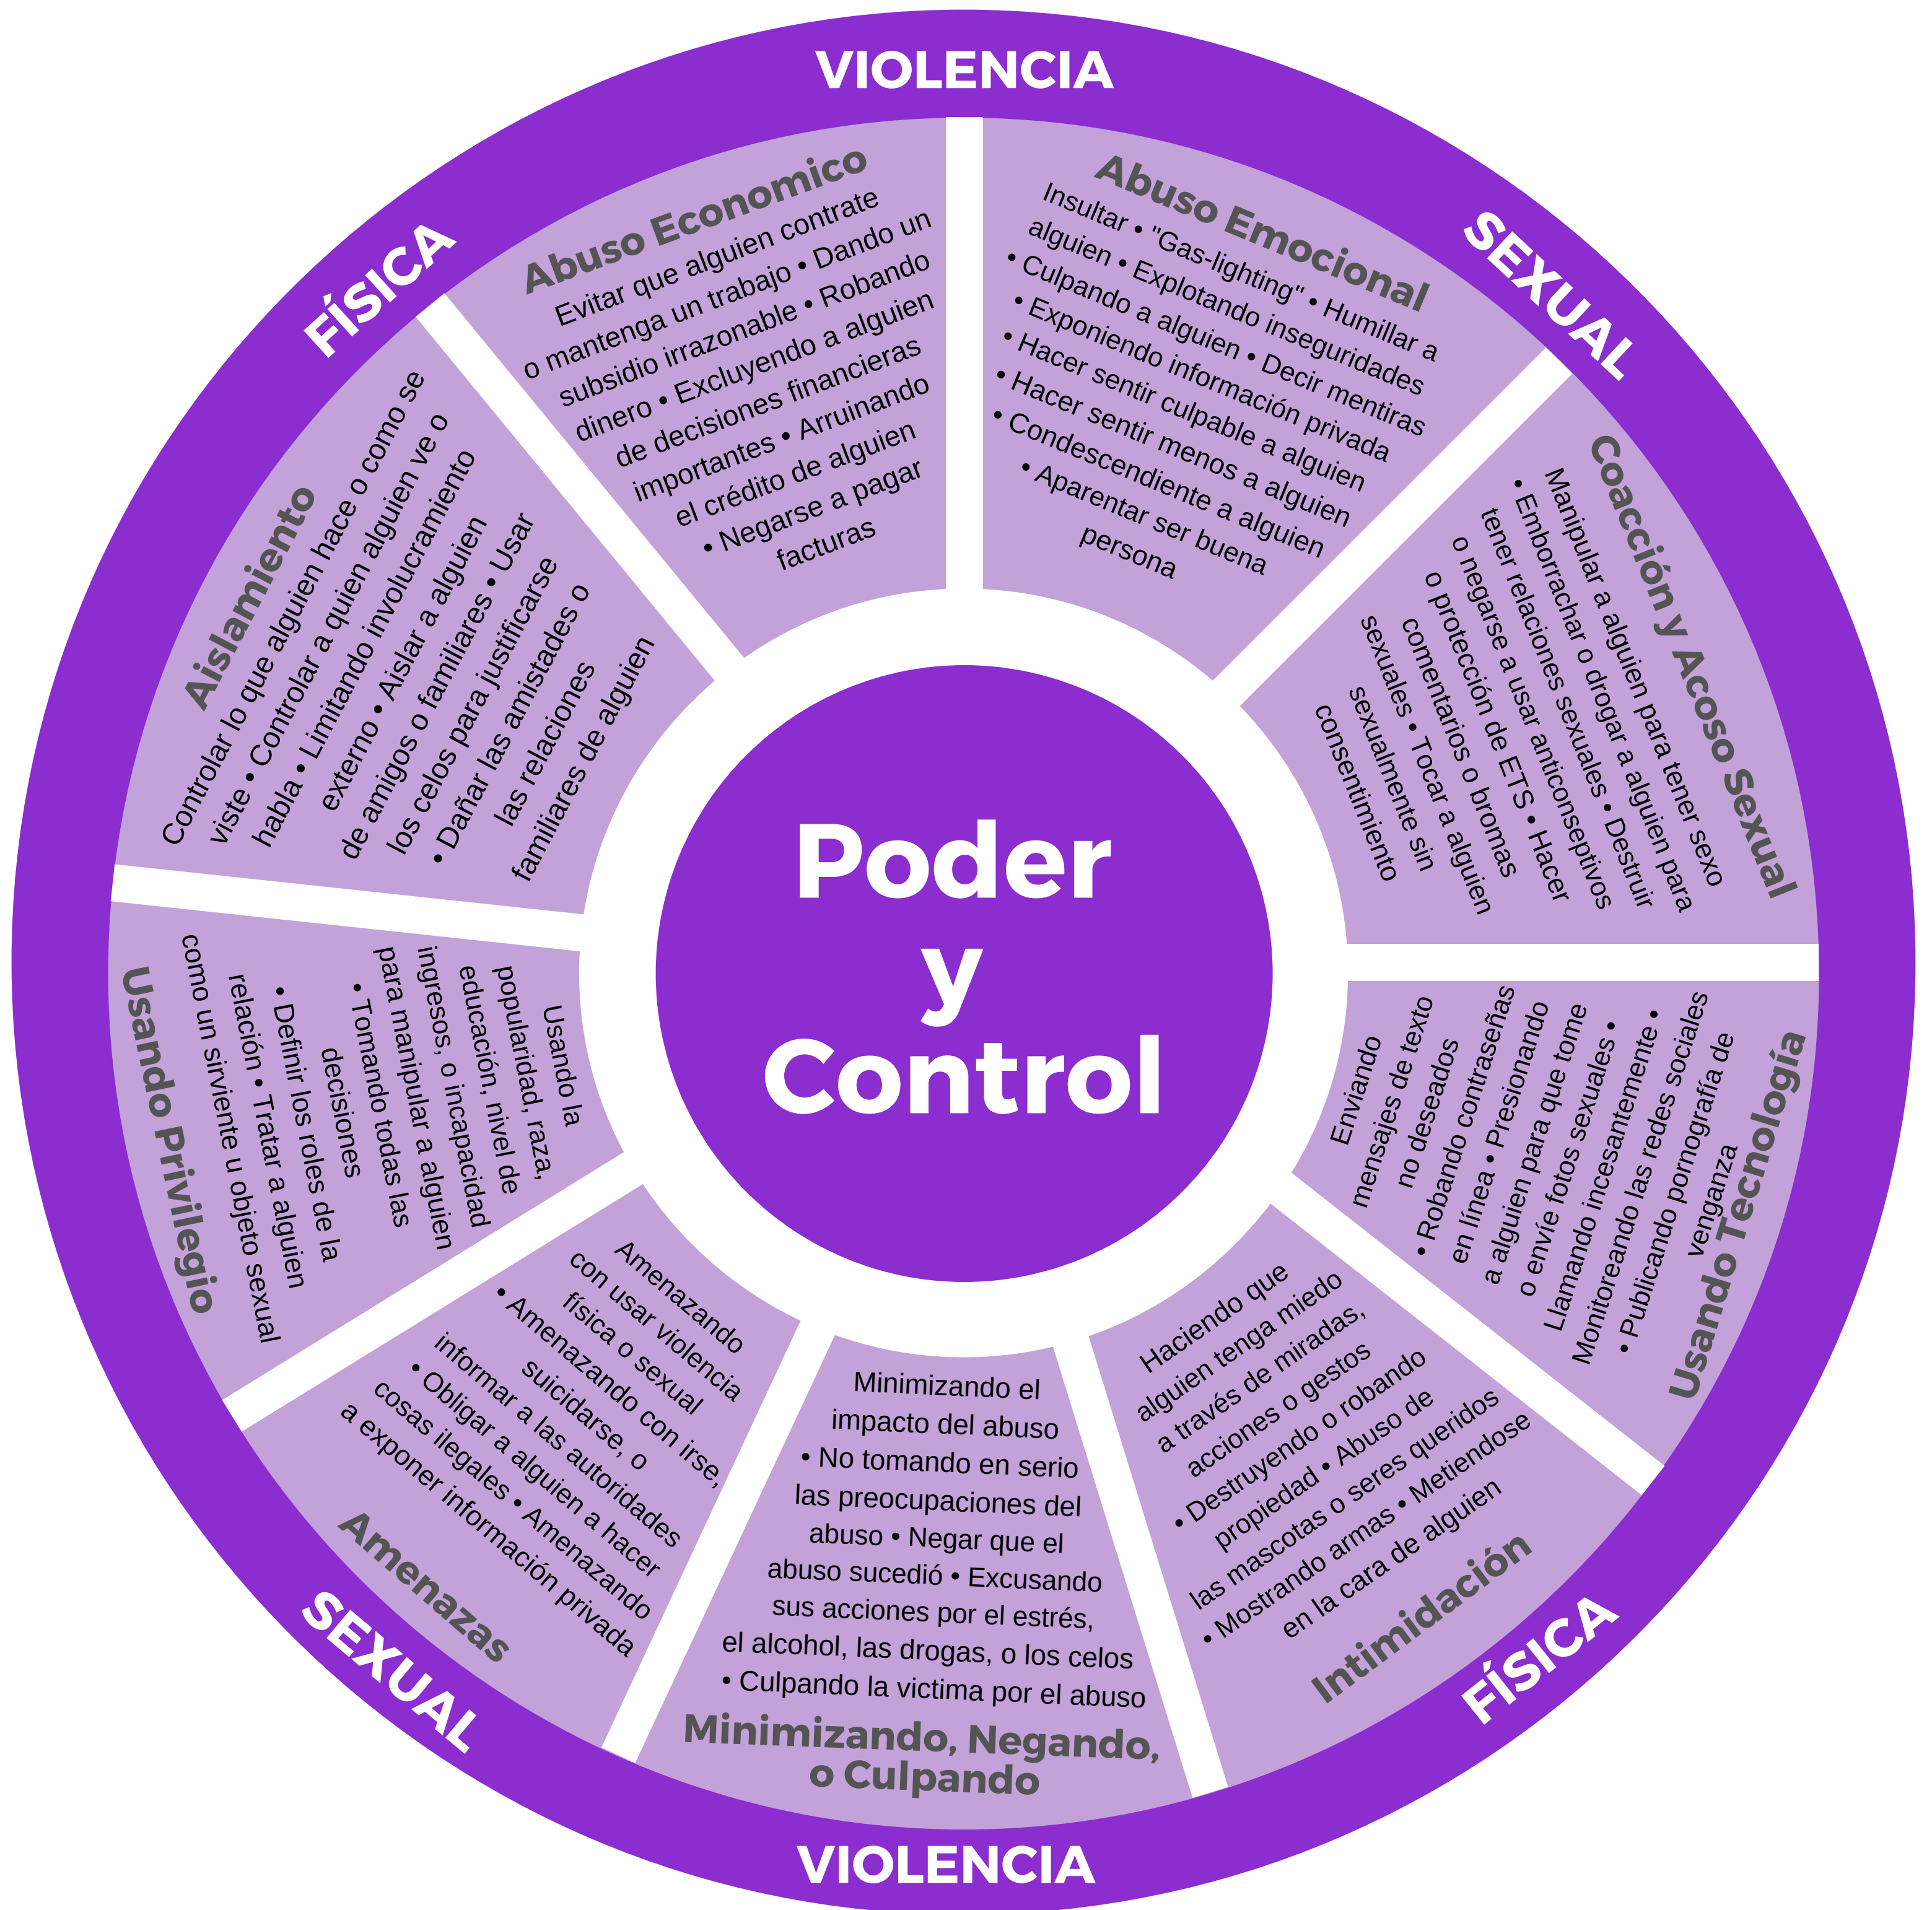 VIOLENCIA
SEXUAL
FÍSICA
VIOLENCIA
SEXUAL
FÍSICA
Poder
y
Control
Abuso Emocional
Insultar • "Gas-lighting" • Humillar a
alguien • Explotando inseguridades
• Culpando a alguien • Decir mentiras
• Exponiendo información privada
• Hacer sentir culpable a alguien
• Hacer sentir menos a alguien
• Condescendiente a alguien
• Aparentar ser buena
persona
Coacción y Acoso Sexual
Manipular a alguien para tener sexo
• Emborrachar o drogar a alguien para
tener relaciones sexuales • Destruir
o negarse a usar anticonseptivos
o protección de ETS • Hacer
comentarios o bromas
sexuales • Tocar a alguien
sexualmente sin
consentimiento
Enviando
mensajes de texto
no deseados
• Robando contraseñas
en línea • Presionando
a alguien para que tome
o envíe fotos sexuales •
Llamando incesantemente •
Monitoreando las redes sociales
• Publicando pornografía de
venganza
Usando Tecnología
Haciendo que
alguien tenga miedo
a través de miradas,
acciones o gestos
• Destruyendo o robando
propiedad • Abuso de
las mascotas o seres queridos
• Mostrando armas • Metiendose
en la cara de alguien
Intimidación
Minimizando el
impacto del abuso
• No tomando en serio
las preocupaciones del
abuso • Negar que el
abuso sucedió • Excusando
sus acciones por el estrés,
el alcohol, las drogas, o los celos
• Culpando la victima por el abuso
Minimizando, Negando,
o Culpando
Amenazando
con usar violencia
física o sexual
• Amenazando con irse,
suicidarse, o
informar a las autoridades
• Obligar a alguien a hacer
cosas ilegales • Amenazando
a exponer información privada
Amenazas
Usando la
popularidad, raza,
educación, nivel de
ingresos, o incapacidad
para manipular a alguien
• Tomando todas las
decisiones
• Definir los roles de la
relación • Tratar a alguien
como un sirviente u objeto sexual
Usando Privilegio
Aislamiento
Controlar lo que alguien hace o como se
viste • Controlar a quien alguien ve o
habla • Limitando involucramiento
externo • Aislar a alguien
de amigos o familiares • Usar
los celos para justificarse
• Dañar las amistades o
las relaciones
familiares de alguien
Abuso Economico
Evitar que alguien contrate
o mantenga un trabajo • Dando un
subsidio irrazonable • Robando
dinero • Excluyendo a alguien
de decisiones financieras
importantes • Arruinando
el crédito de alguien
• Negarse a pagar
facturas